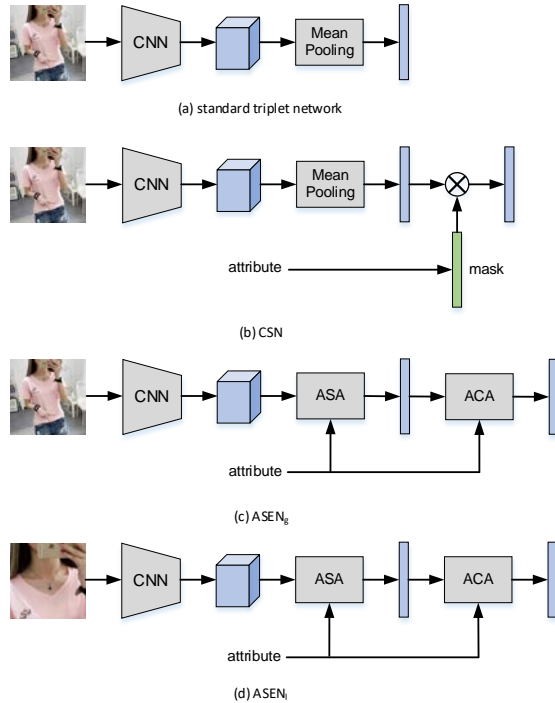 CNN
Mean
Pooling
(a) standard triplet network
CNN
Mean
Pooling
attribute
mask
(b) CSN
CNN
ASA
ACA
attribute
(c) ASENg
CNN
ASA
ACA
attribute
(d) ASENl